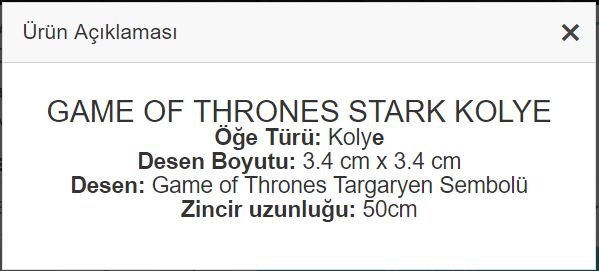 Ürün Açıklaması
GAME OF THRONES STARK KOLYE
Öğe Türü: Kolye
Desen Boyutu: 3.4 cm x 3.4 cm
Desen: Game of Thrones Targaryen Sembolü
Zincir uzunluğu: 50cm